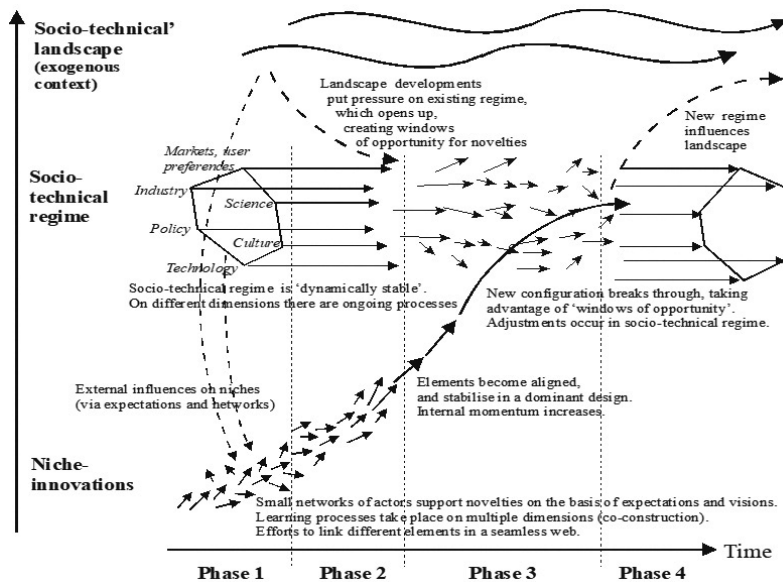 Socio-technical’
landscape
(exogenous
context)
Landscape developments
put pressure on existing regime,
which opens up,
creating windows
of opportunity for novelties
New regime
influences
landscape
Markets, user
preferences
Socio-
technical
regime
Industry
Science
Policy
Culture
Technology
Socio-technical regime is ‘dynamically stable’.
On different dimensions there are ongoing processes
New configuration breaks through, taking
advantage of ‘windows of opportunity’.
Adjustments occur in socio-technical regime.
External influences on niches
(via expectations and networks)
Elements become aligned,
and stabilise in a dominant design.
Internal momentum increases.
Niche-
innovations
Small networks of actors support novelties on the basis of expectations and visions.
Learning processes take place on multiple dimensions (co-construction).
Efforts to link different elements in a seamless web.
Time
Phase 1 Phase 2 Phase 3 Phase 4